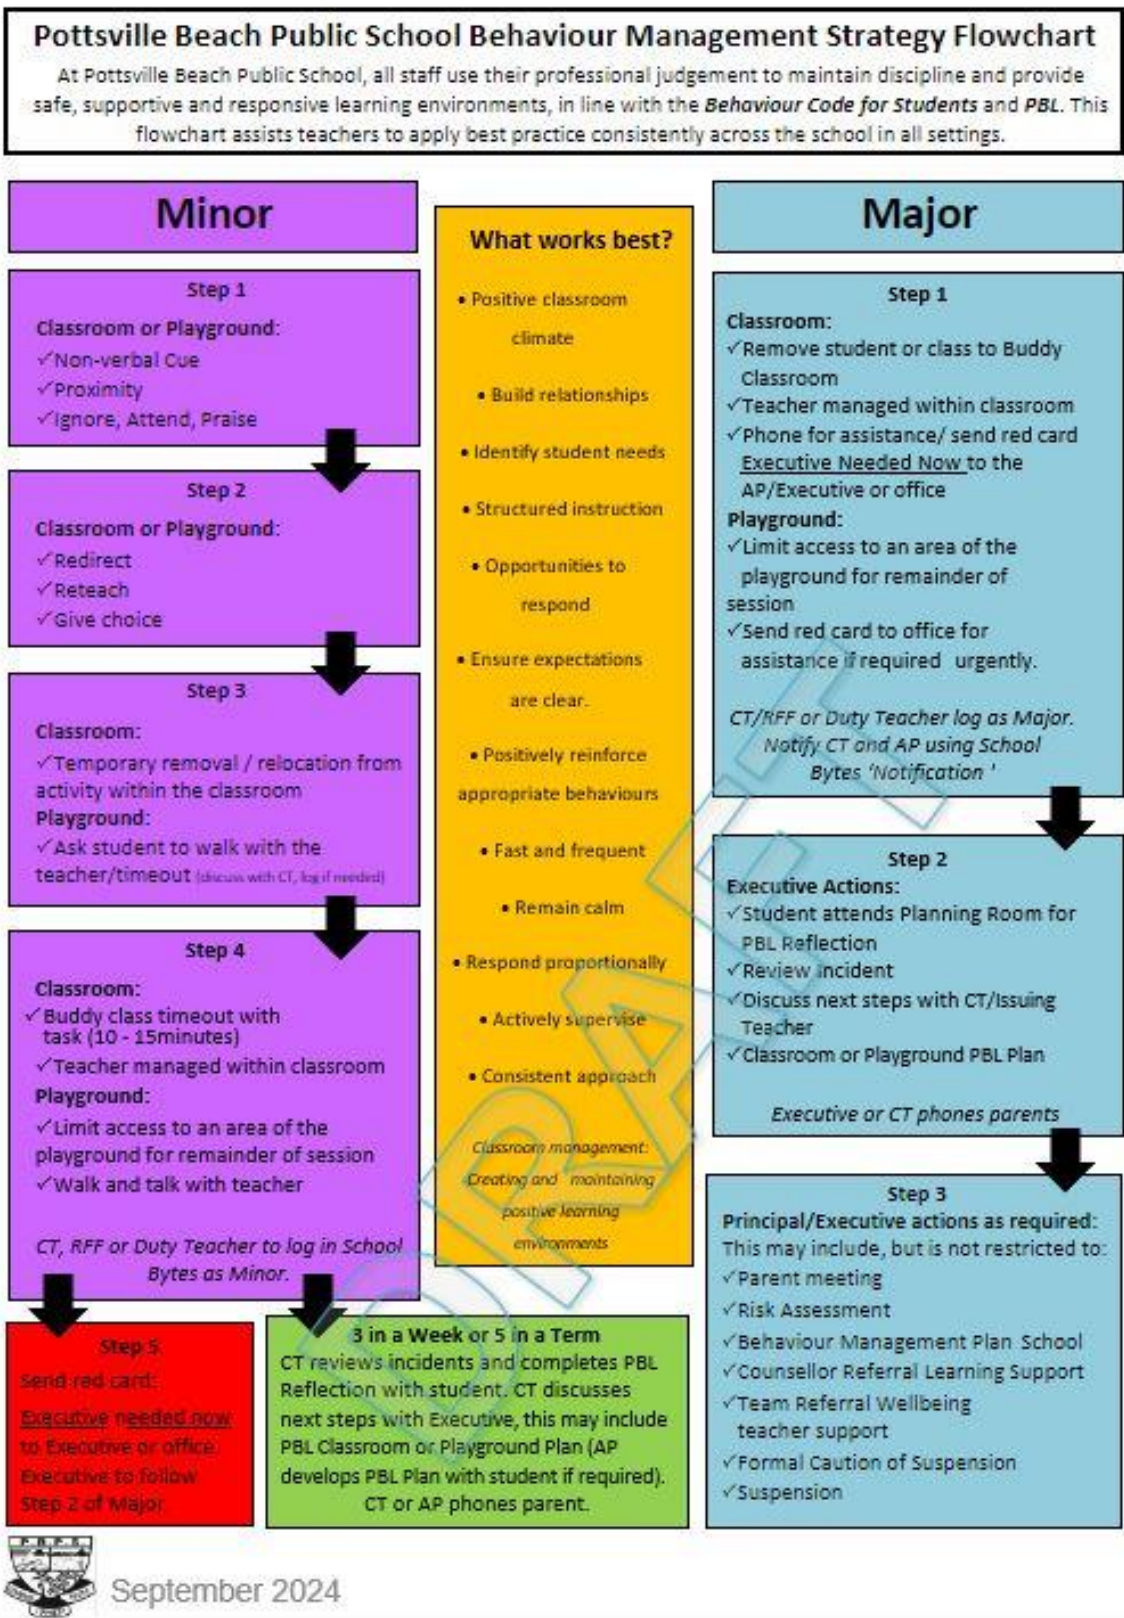 Pottsville Beach Public School Behaviour Management Strategy Flowchart
At Pottsville Beach Public School, all staff use their professional judgement to maintain discipline and provide
safe, supportive and responsive learning environments, in line with the Behaviour Code for Students and PBL. This
flowchart assists teachers to apply best practice consistently across the school in all settings.
Minor
Step 1
Classroom or Playground:
✓Non-verbal Cue
✓Proximity
✓Ignore, Attend, Praise
Step 2
Classroom or Playground:
✓Redirect
✓Reteach
✓Give choice
Step 3
Classroom:
✓Temporary removal / relocation from
activity within the classroom
Playground:
✓Ask student to walk with the
teacher/timeout (discuss with CT, log if needed)
Step 4
Classroom:
✓Buddy class timeout with
task (10 - 15minutes)
✓Teacher managed within classroom
Playground:
✓Limit access to an area of the
playground for remainder of session
✓Walk and talk with teacher
CT, RFF or Duty Teacher to log in School
Bytes as Minor.
Step 5
Send red card:
Executive needed now
to Executive or office.
Executive to follow
Step 2 of Major
3 in a Week or 5 in a Term
CT reviews incidents and completes PBL
Reflection with student. CT discusses
next steps with Executive, this may include
PBL Classroom or Playground Plan (AP
develops PBL Plan with student if required).
CT or AP phones parent.
What works best?
• Positive classroom
climate
• Build relationships
• Identify student needs
• Structured instruction
• Opportunities to
respond
• Ensure expectations
are clear.
• Positively reinforce
appropriate behaviours
• Fast and frequent
• Remain calm
• Respond proportionally
• Actively supervise
• Consistent approach
Classroom management:
Creating and maintaining
positive learning
environments
Major
Step 1
Classroom:
✓Remove student or class to Buddy
Classroom
✓Teacher managed within classroom
✓Phone for assistance/ send red card
Executive Needed Now to the
AP/Executive or office
Playground:
✓Limit access to an area of the
playground for remainder of
session
✓Send red card to office for
assistance if required urgently.
CT/RFF or Duty Teacher log as Major.
Notify CT and AP using School
Bytes 'Notification '
Step 2
Executive Actions:
✓Student attends Planning Room for
PBL Reflection
✓Review incident
✓Discuss next steps with CT/Issuing
Teacher
✓Classroom or Playground PBL Plan
Executive or CT phones parents
Step 3
Principal/Executive actions as required:
This may include, but is not restricted to:
✓Parent meeting
✓Risk Assessment
✓Behaviour Management Plan School
✓Counsellor Referral Learning Support
✓Team Referral Wellbeing
teacher support
✓Formal Caution of Suspension
✓Suspension
DRAFT
P B P S
September 2024